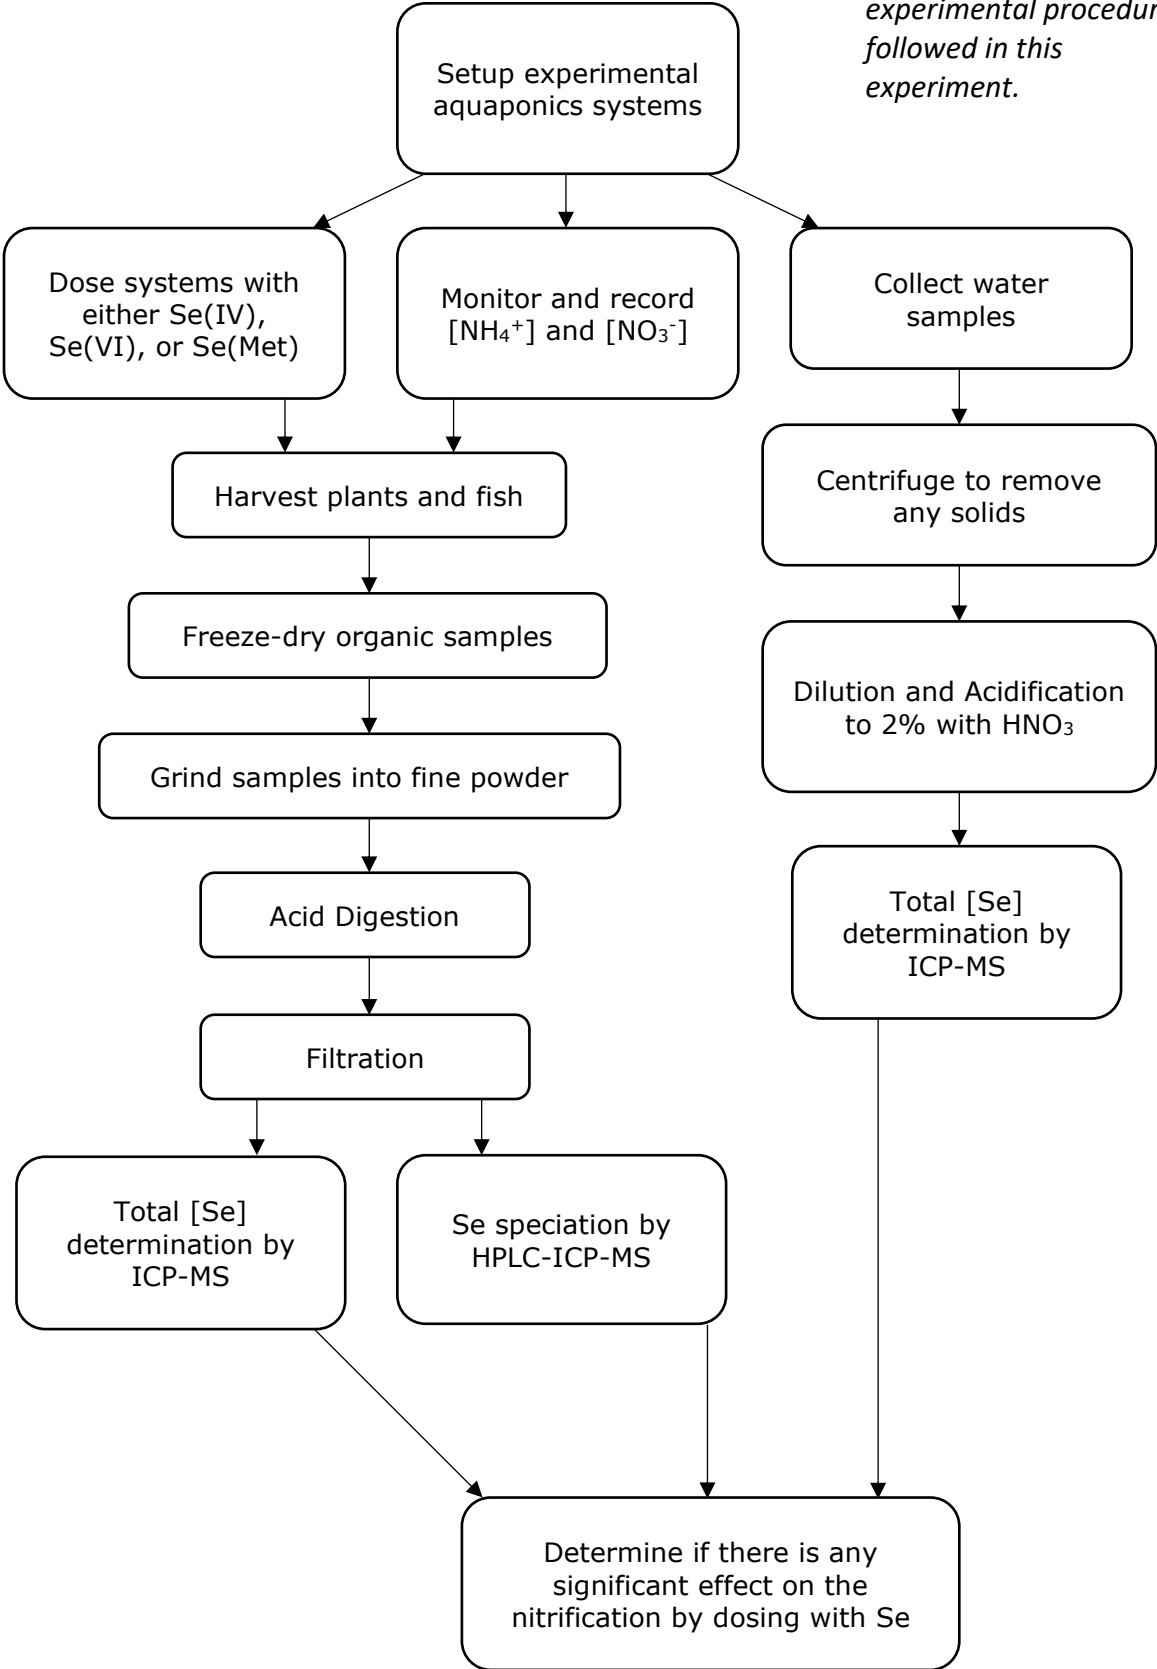 experimental procedur
followed in this
experiment.
Setup experimental
aquaponics systems
Dose systems with
either Se(IV),
Se(VI), or Se(Met)
Monitor and record
[NH₄⁺] and [NO₃⁻]
Collect water
samples
Harvest plants and fish
Centrifuge to remove
any solids
Freeze-dry organic samples
Dilution and Acidification
to 2% with HNO₃
Grind samples into fine powder
Acid Digestion
Total [Se]
determination by
ICP-MS
Filtration
Total [Se]
determination by
ICP-MS
Se speciation by
HPLC-ICP-MS
Determine if there is any
significant effect on the
nitrification by dosing with Se